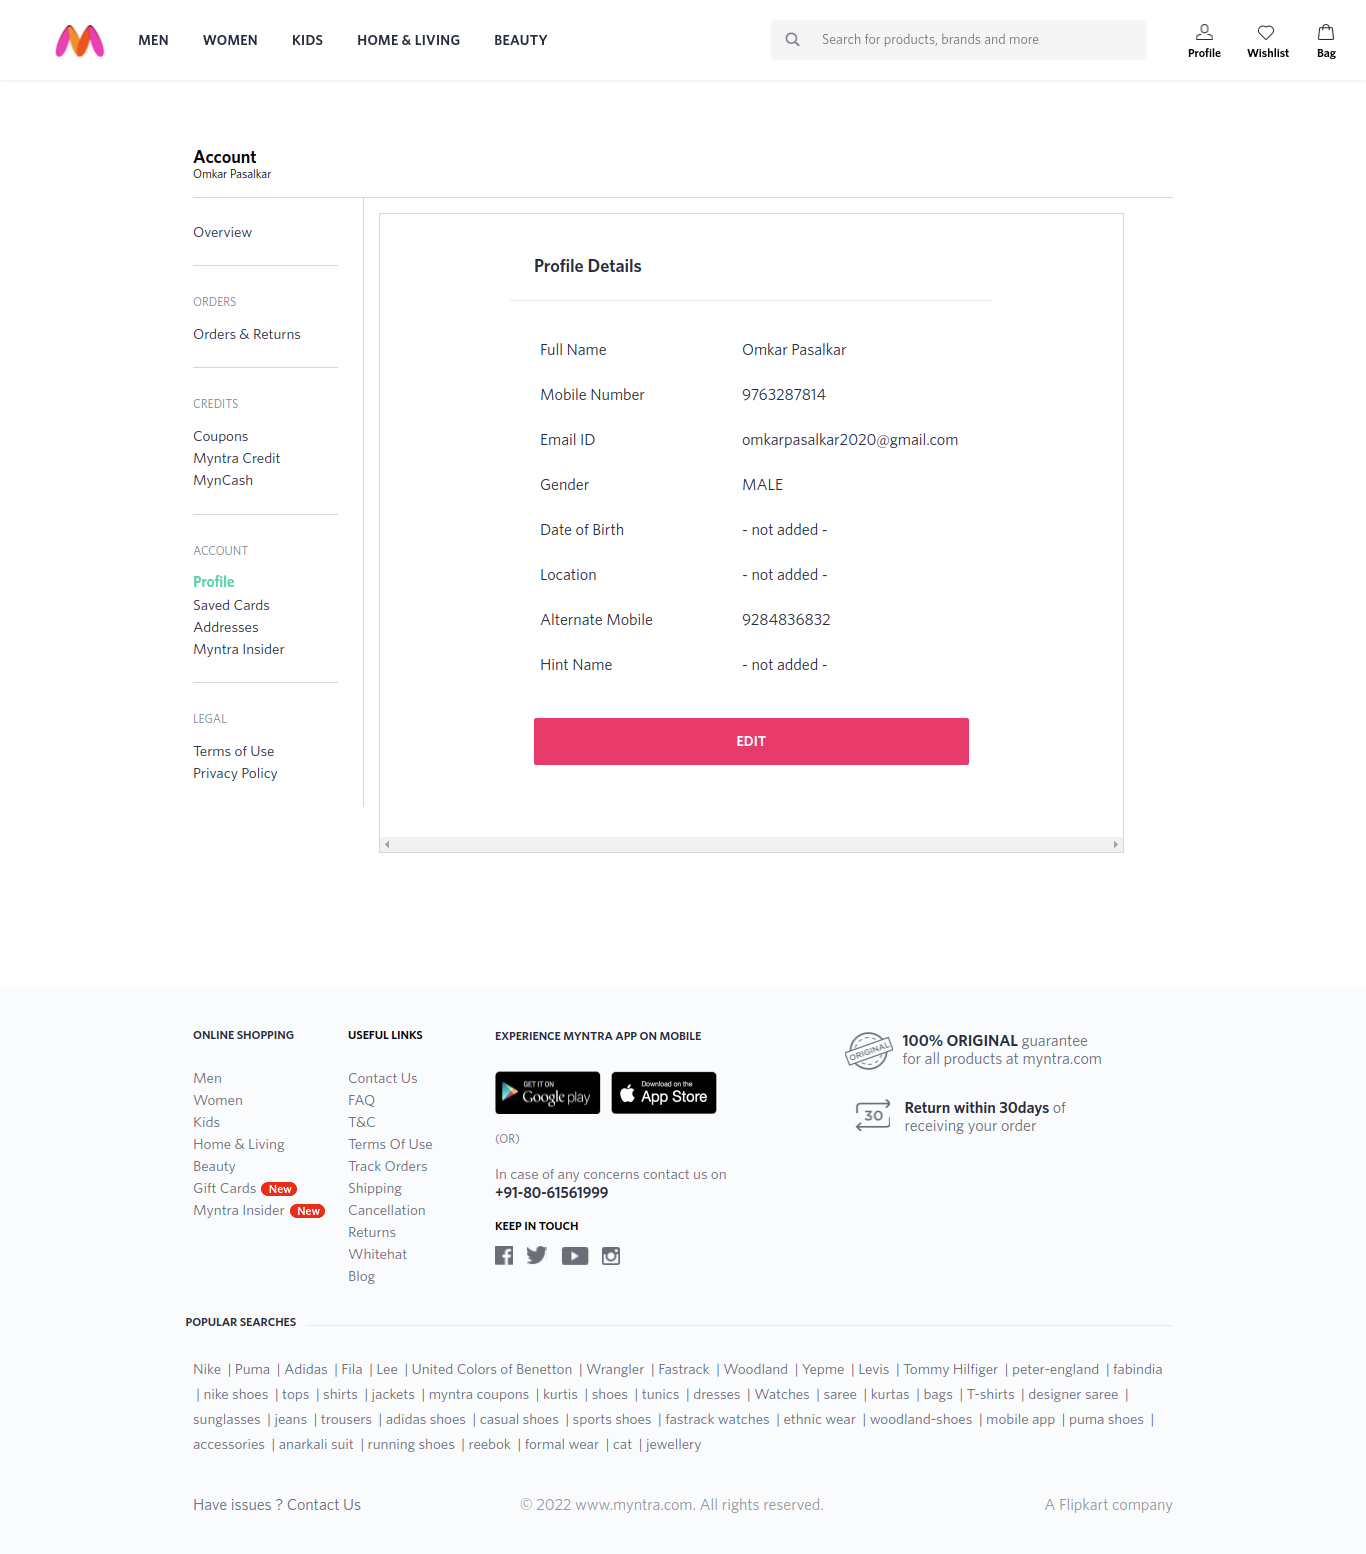 MEN WOMEN KIDS HOME & LIVING BEAUTY Search for products, brands and more Profile Wishlist Bag
Account
Omkar Pasalkar
Overview
ORDERS
Orders & Returns
CREDITS
Coupons
Myntra Credit
MynCash
ACCOUNT
Profile
Saved Cards
Addresses
Myntra Insider
LEGAL
Terms of Use
Privacy Policy
Profile Details
Full Name Omkar Pasalkar
Mobile Number 9763287814
Email ID omkarpasalkar2020@gmail.com
Gender MALE
Date of Birth - not added -
Location - not added -
Alternate Mobile 9284836832
Hint Name - not added -
EDIT
ONLINE SHOPPING
Men
Women
Kids
Home & Living
Beauty
Gift Cards New
Myntra Insider New
USEFUL LINKS
Contact Us
FAQ
T&C
Terms Of Use
Track Orders
Shipping
Cancellation
Returns
Whitehat
Blog
EXPERIENCE MYNTRA APP ON MOBILE
GET IT ON
Google play
Download on the
App Store
(OR)
In case of any concerns contact us on
+91-80-61561999
KEEP IN TOUCH
ORIGINAL
100% ORIGINAL guarantee
for all products at myntra.com
30
Return within 30days of
receiving your order
POPULAR SEARCHES
Nike | Puma | Adidas | Fila | Lee | United Colors of Benetton | Wrangler | Fastrack | Woodland | Yepme | Levis | Tommy Hilfiger | peter-england | fabindia
| nike shoes | tops | shirts | jackets | myntra coupons | kurtis | shoes | tunics | dresses | Watches | saree | kurtas | bags | T-shirts | designer saree |
sunglasses | jeans | trousers | adidas shoes | casual shoes | sports shoes | fastrack watches | ethnic wear | woodland-shoes | mobile app | puma shoes |
accessories | anarkali suit | running shoes | reebok | formal wear | cat | jewellery
Have issues ? Contact Us © 2022 www.myntra.com. All rights reserved. A Flipkart company